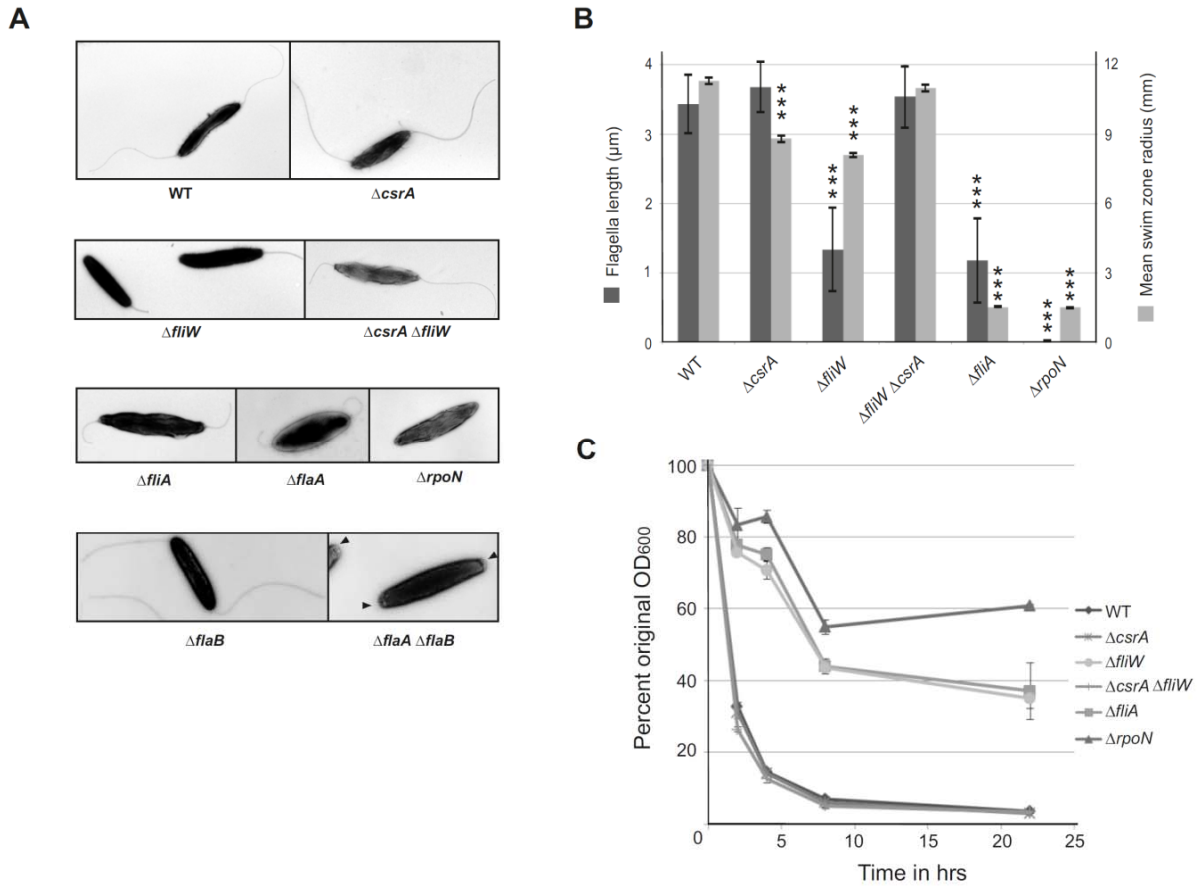 A
WT
ΔcsrA
ΔfliW
ΔcsrA ΔfliW
ΔfliA
ΔflaA
ΔrpoN
ΔflaB
ΔflaA ΔflaB
B
Flagella length (µm)
4
3
2
1
0
***
***
***
***
***
***
***
12
9
6
3
0
Mean swim zone radius (mm)
WT
ΔcsrA
ΔfliW
ΔfliW ΔcsrA
ΔfliA
ΔrpoN
C
Percent original OD600
100
80
60
40
20
0
5
10
15
20
25
Time in hrs
WT
ΔcsrA
ΔfliW
ΔcsrA ΔfliW
ΔfliA
ΔrpoN